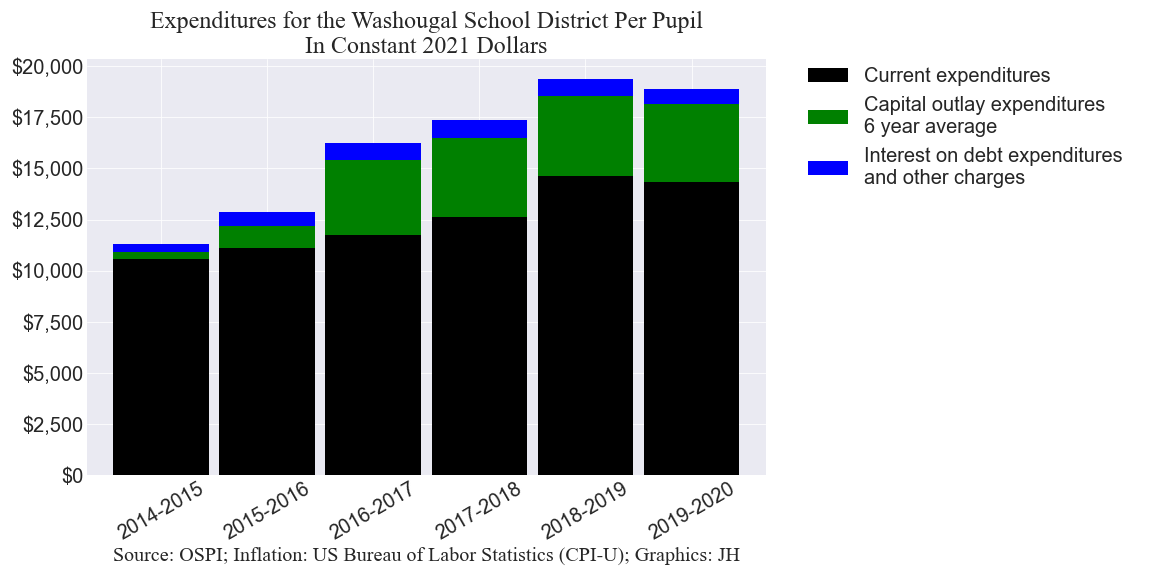 Expenditures for the Washougal School District Per Pupil
In Constant 2021 Dollars
$20,000
$17,500
$15,000
$12,500
$10,000
$7,500
$5,000
$2,500
$0
2014-2015
2015-2016
2016-2017
2017-2018
2018-2019
2019-2020
Source: OSPI; Inflation: US Bureau of Labor Statistics (CPI-U); Graphics: JH
Current expenditures
Capital outlay expenditures
6 year average
Interest on debt expenditures
and other charges